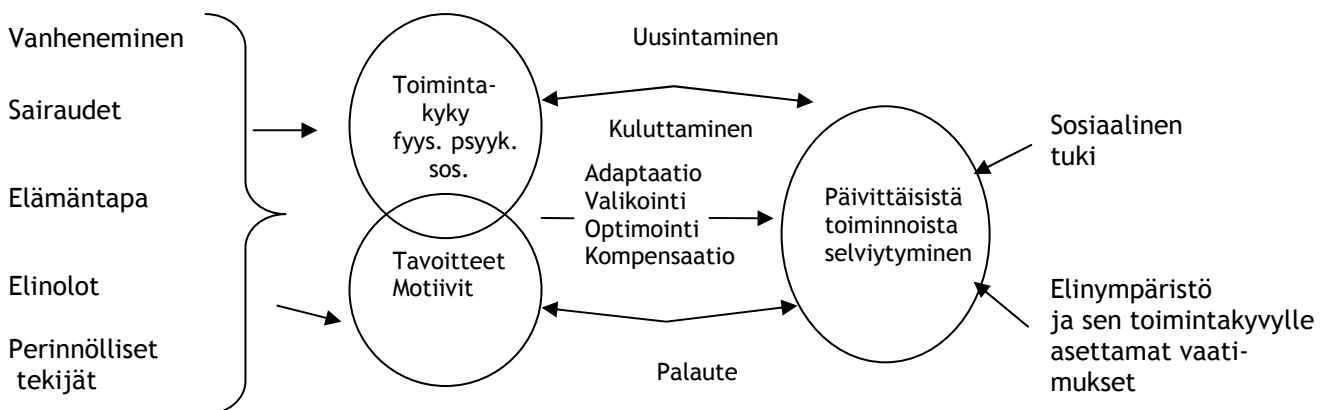 Vanheneminen
Sairaudet
Elämäntapa
Elinolot
Perinnölliset
tekijät
Toiminta-
kyky
fyys. psyyk.
sos.
Tavoitteet
Motiivit
Uusintaminen
Kuluttaminen
Adaptaatio
Valikointi
Optimointi
Kompensaatio
Palaute
Päivittäisistä
toiminnoista
selviytyminen
Sosiaalinen
tuki
Elinympäristö
ja sen toimintakyvylle
asettamat vaati-
mukset